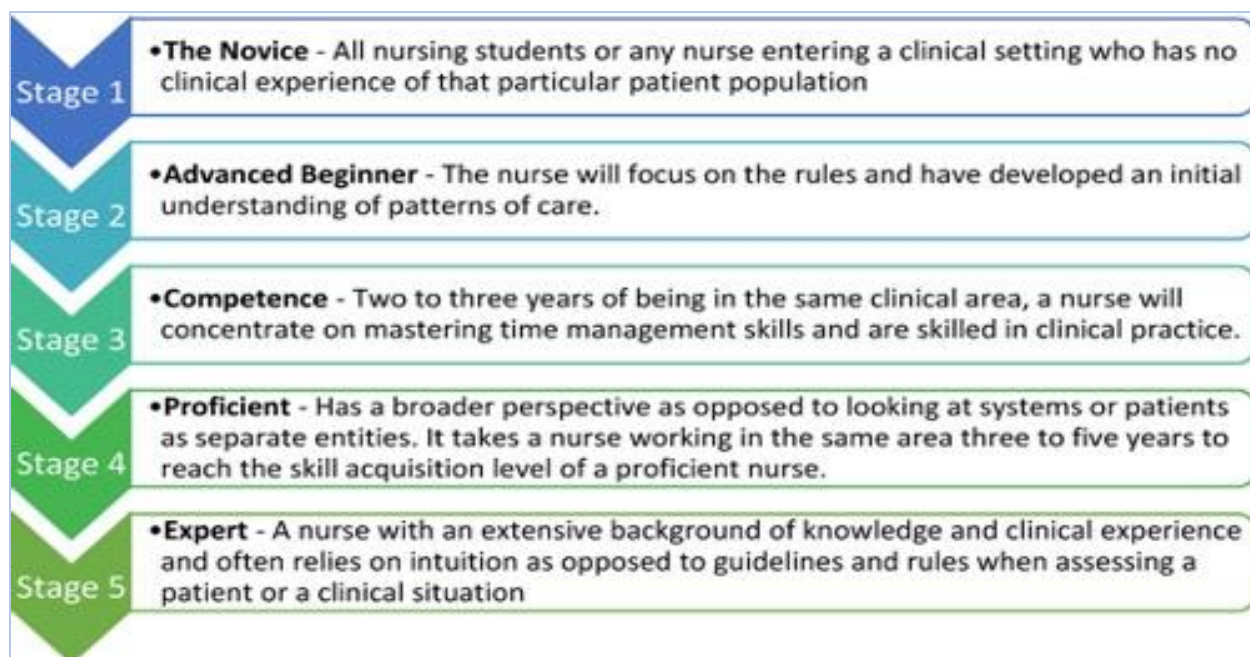 Stage 1
•The Novice - All nursing students or any nurse entering a clinical setting who has no
clinical experience of that particular patient population
Stage 2
•Advanced Beginner - The nurse will focus on the rules and have developed an initial
understanding of patterns of care.
Stage 3
•Competence - Two to three years of being in the same clinical area, a nurse will
concentrate on mastering time management skills and are skilled in clinical practice.
Stage 4
•Proficient - Has a broader perspective as opposed to looking at systems or patients
as separate entities. It takes a nurse working in the same area three to five years to
reach the skill acquisition level of a proficient nurse.
Stage 5
•Expert - A nurse with an extensive background of knowledge and clinical experience
and often relies on intuition as opposed to guidelines and rules when assessing a
patient or a clinical situation